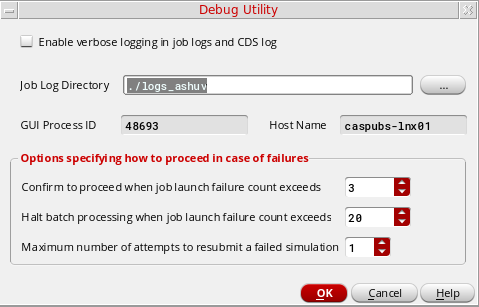 Debug Utility
Enable verbose logging in job logs and CDS log
Job Log Directory ./logs_ashuv ...
GUI Process ID 48693 Host Name caspubs-lnx01
Options specifying how to proceed in case of failures
Confirm to proceed when job launch failure count exceeds 3
Halt batch processing when job launch failure count exceeds 20
Maximum number of attempts to resubmit a failed simulation 1
OK Cancel Help